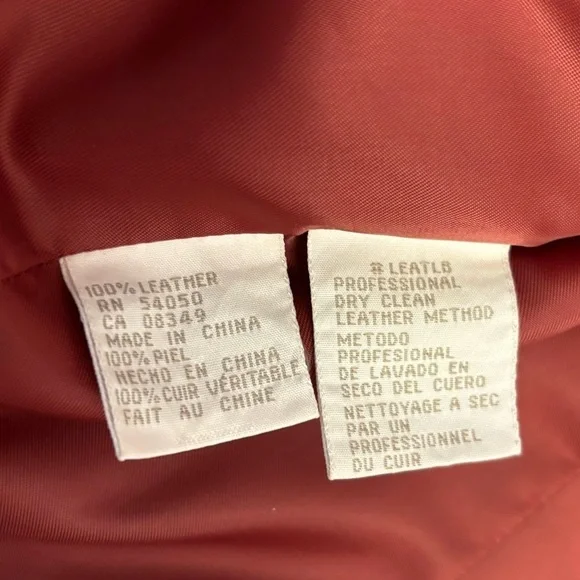 100% LEATHER
RN 54050
CA 08349
MADE IN CHINA
100% PIEL
HECHO EN CHINA
100% CUIR VÉRITABLE
FAIT AU CHINE
# LEATLB
PROFESSIONAL
DRY CLEAN
LEATHER METHOD
METODO
PROFESIONAL
DE LAVADO EN
SECO DEL CUERO
NETTOYAGE A SEC
PAR UN
PROFESSIONNEL
DU CUIR